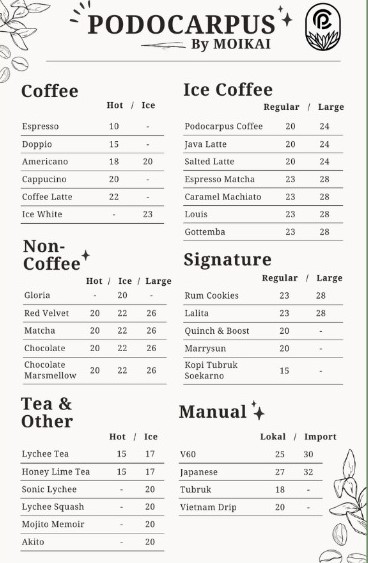 PODOCARPUS
By MOIKAI
Coffee
Hot / Ice
Espresso 10 -
Doppio 15 -
Americano 18 20
Cappucino 20 -
Coffee Latte 22 -
Ice White - 23
Non-
Coffee
Hot / Ice / Large
Gloria - 20 -
Red Velvet 20 22 26
Matcha 20 22 26
Chocolate 20 22 26
Chocolate
Marsmellow 20 22 26
Tea &
Other
Hot / Ice
Lychee Tea 15 17
Honey Lime Tea 15 17
Sonic Lychee - 20
Lychee Squash - 20
Mojito Memoir - 20
Akito - 20
Ice Coffee
Regular / Large
Podocarpus Coffee 20 24
Java Latte 20 24
Salted Latte 20 24
Espresso Matcha 23 28
Caramel Machiato 23 28
Louis 23 28
Gottemba 23 28
Signature
Regular / Large
Rum Cookies 23 28
Lalita 23 28
Quinch & Boost 20 -
Marrysun 20 -
Kopi Tubruk
Soekarno 15 -
Manual
Lokal / Import
V60 25 30
Japanese 27 32
Tubruk 18 -
Vietnam Drip 20 -